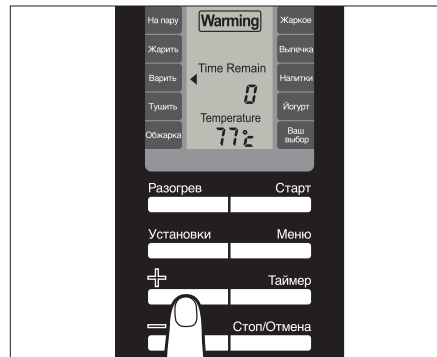 На пару
Жарить
Варить
Тушить
Обжарка
Warming
Time Remain
0
Temperature
77°c
Жаркое
Выпечка
Напитки
Йогурт
Ваш
выбор
Разогрев Старт
Установки Меню
+ Таймер
− Стоп/Отмена